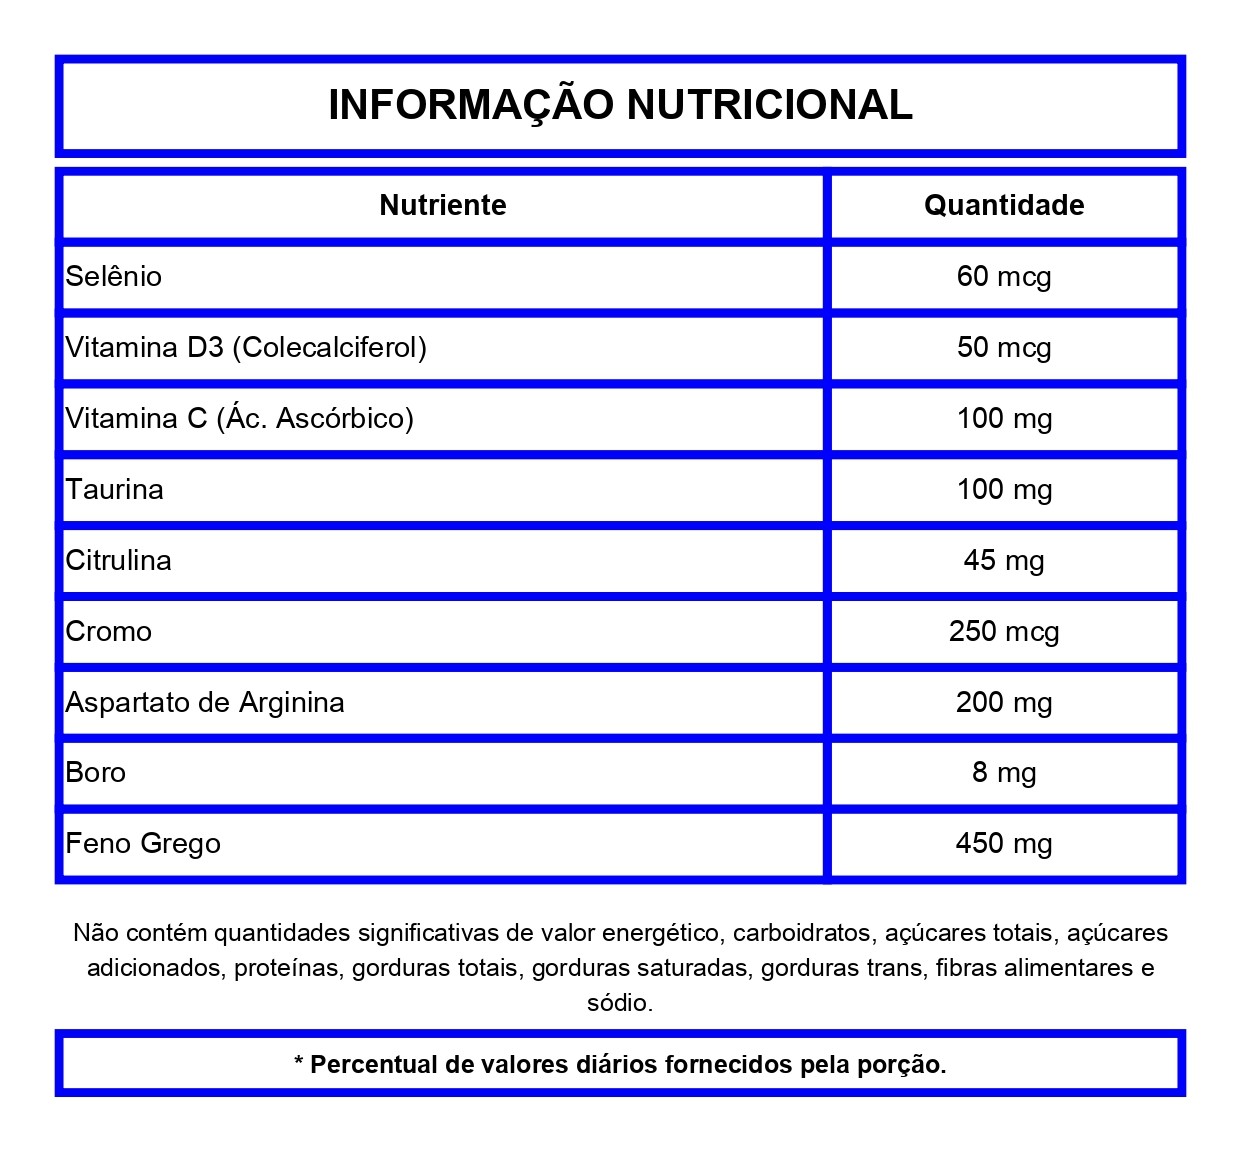 INFORMAÇÃO NUTRICIONAL
Nutriente Quantidade
Selênio 60 mcg
Vitamina D3 (Colecalciferol) 50 mcg
Vitamina C (Ác. Ascórbico) 100 mg
Taurina 100 mg
Citrulina 45 mg
Cromo 250 mcg
Aspartato de Arginina 200 mg
Boro 8 mg
Feno Grego 450 mg
Não contém quantidades significativas de valor energético, carboidratos, açúcares totais, açúcares
adicionados, proteínas, gorduras totais, gorduras saturadas, gorduras trans, fibras alimentares e
sódio.
* Percentual de valores diários fornecidos pela porção.